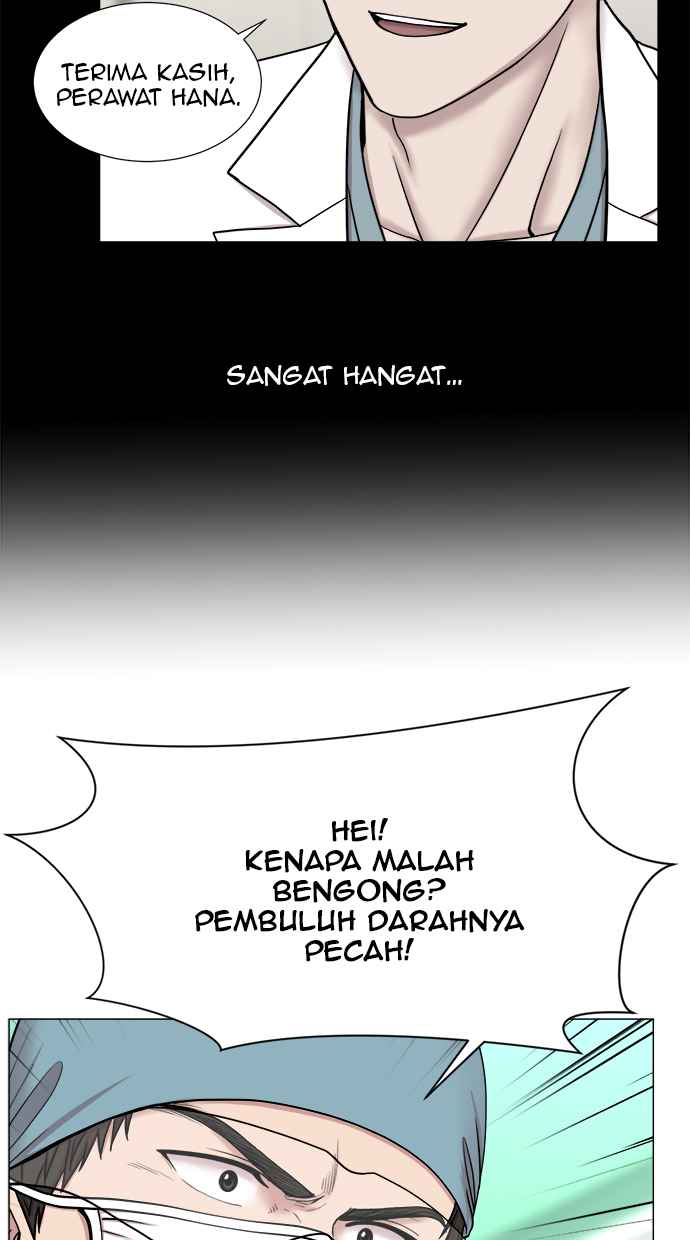 TERIMA KASIH,
PERAWAT HANA.
SANGAT HANGAT...
HEI!
KENAPA MALAH
BENGONG?
PEMBULUH DARAHNYA
PECAH!